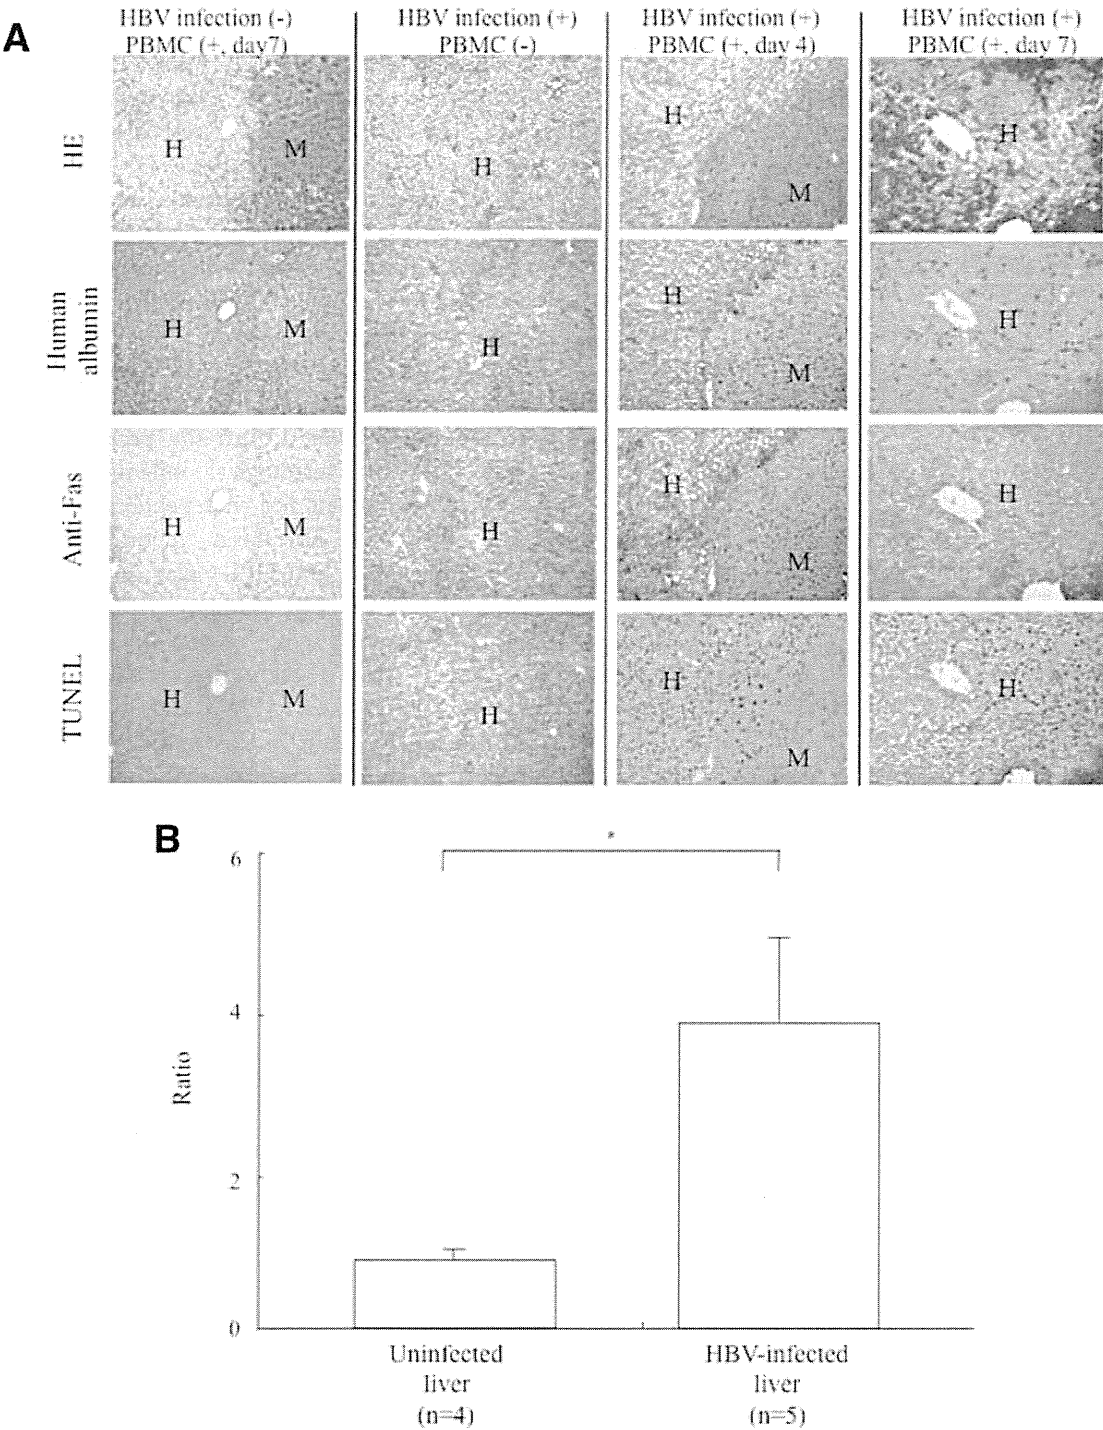 A
HBV infection (-)
PBMC (+, day7)
HBV infection (+)
PBMC (-)
HBV infection (+)
PBMC (+, day 4)
HBV infection (+)
PBMC (+, day 7)
HE
H
M
H
H
M
H
Human
albumin
H
M
H
H
M
H
Anti-Fas
H
M
H
H
M
H
TUNEL
H
M
H
H
M
H
B
*
6
4
2
0
Ratio
Uninfected
liver
(n=4)
HBV-infected
liver
(n=5)